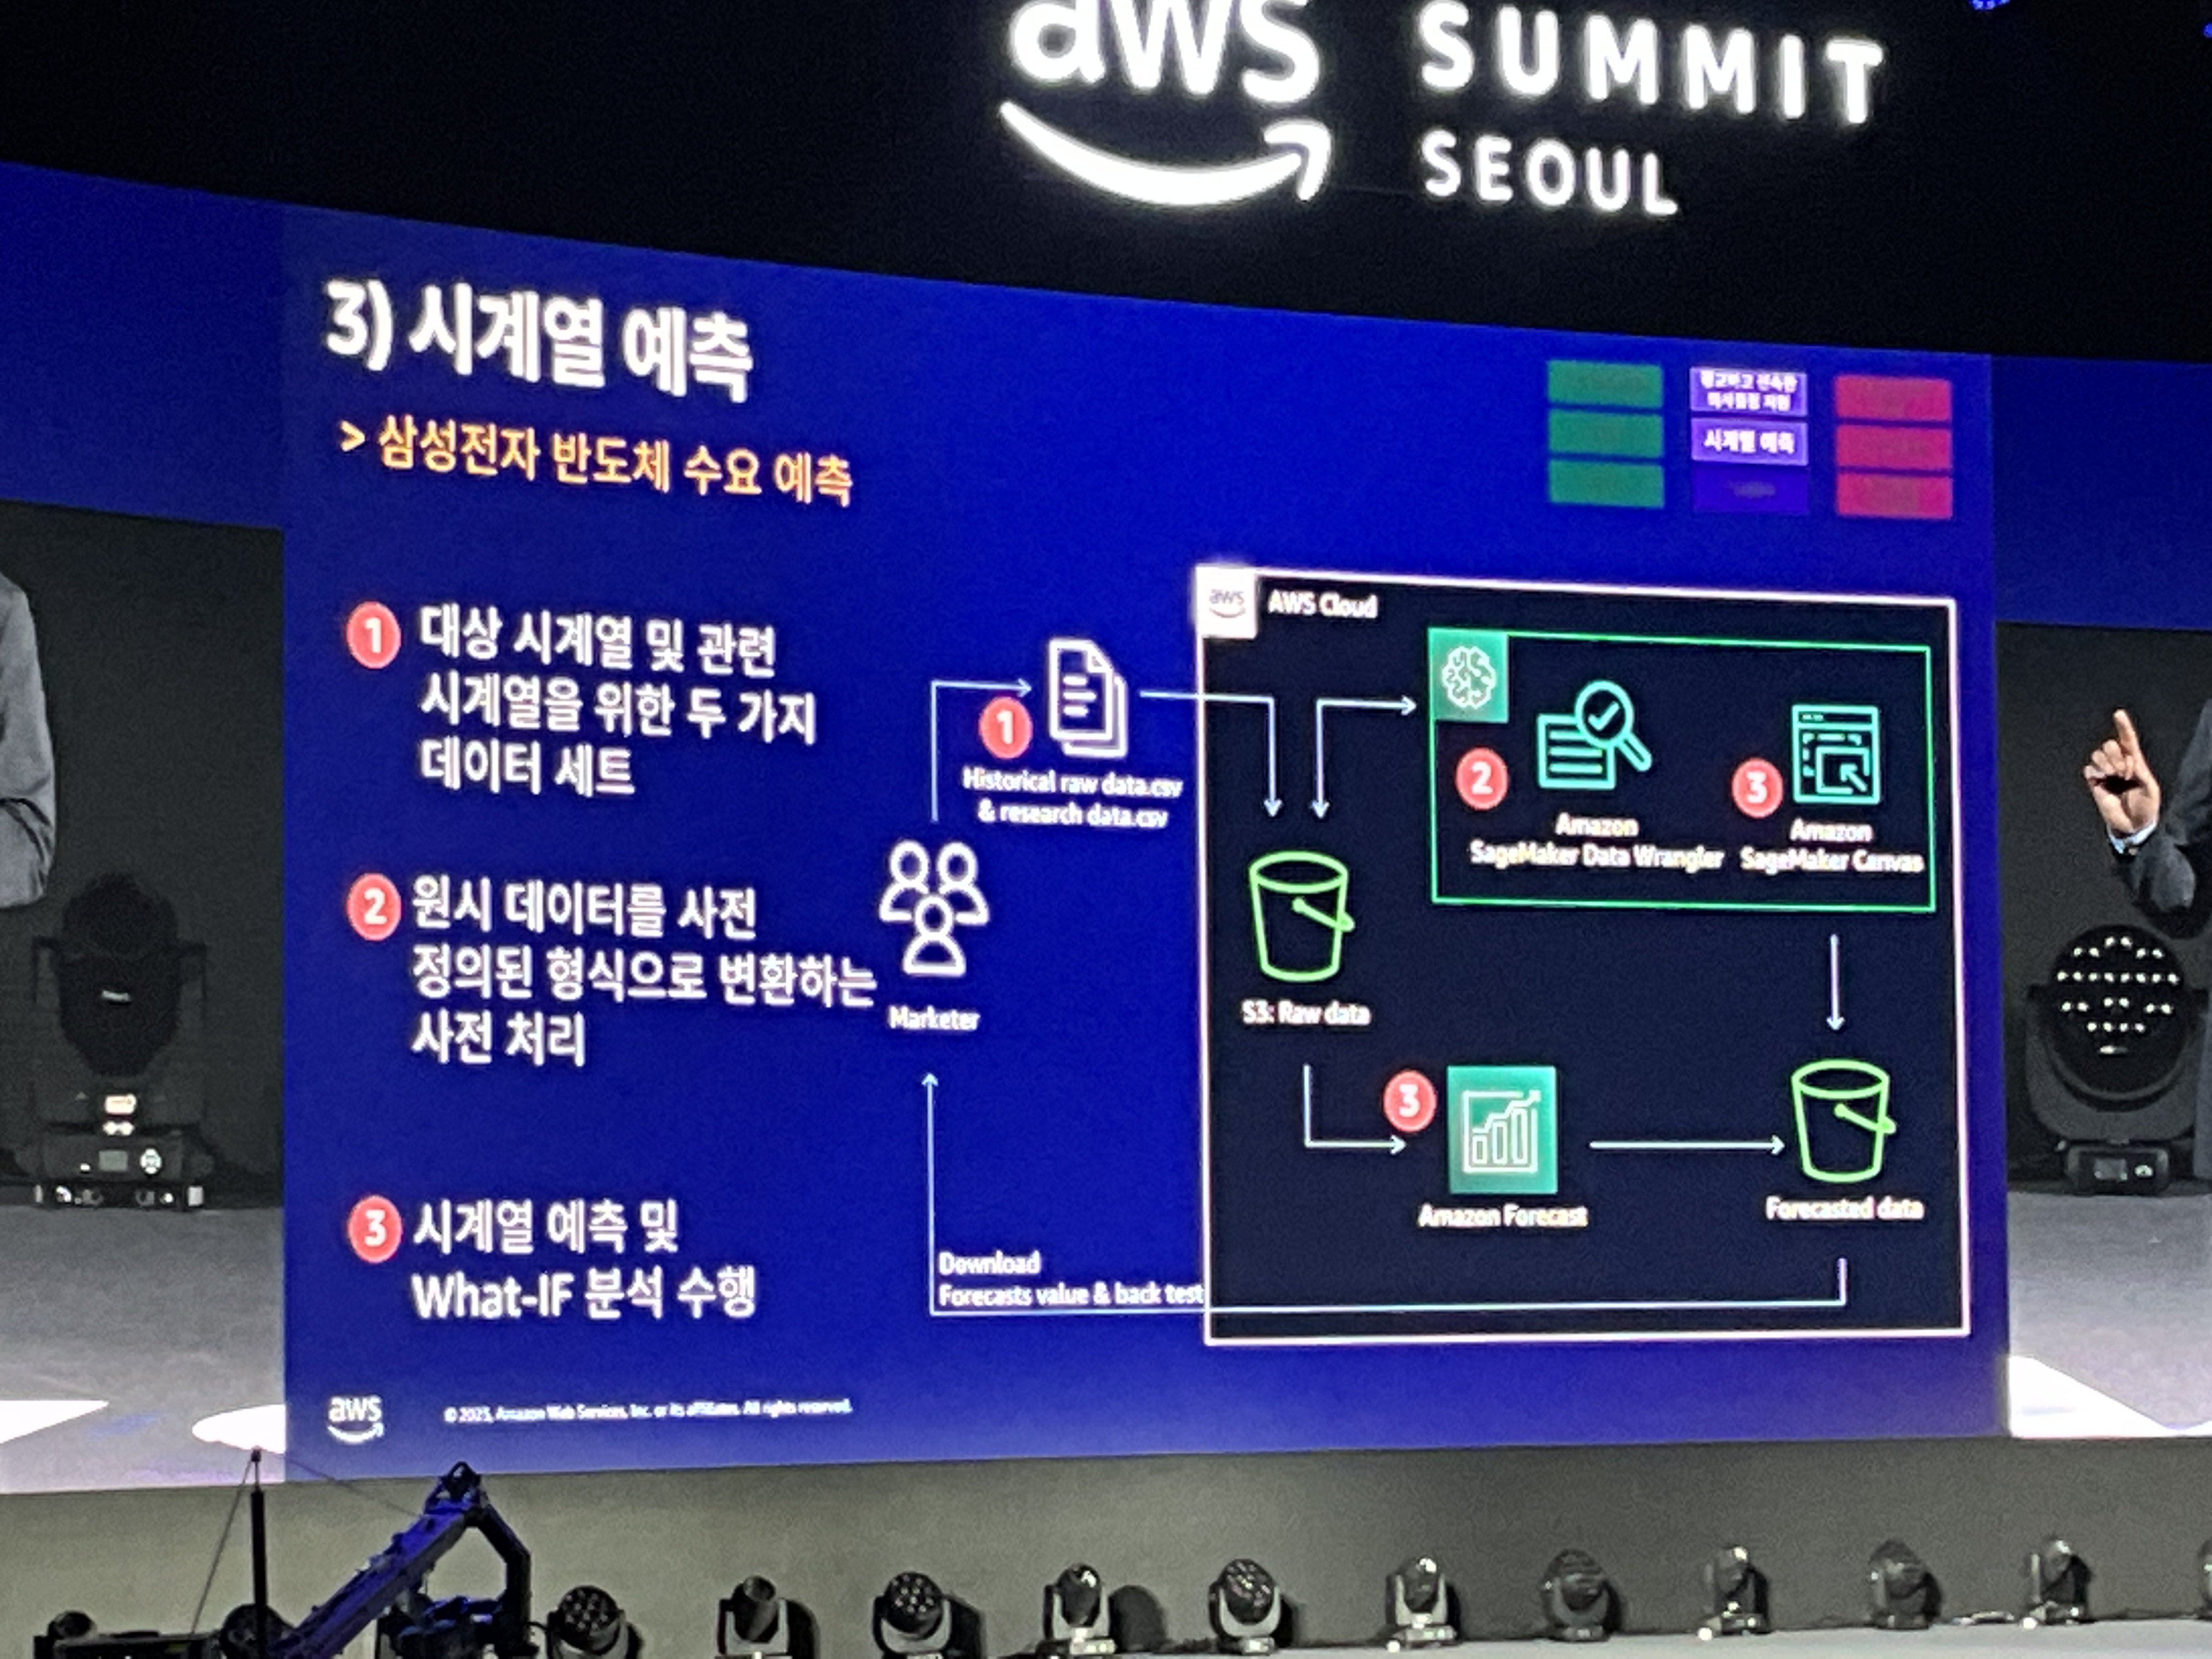 aws SUMMIT
SEOUL
3) 시계열 예측
> 삼성전자 반도체 수요 예측
시계열 예측
1 대상 시계열 및 관련
시계열을 위한 두 가지
데이터 세트
2 원시 데이터를 사전
정의된 형식으로 변환하는
사전 처리
3 시계열 예측 및
What-IF 분석 수행
1
Historical raw data.csv
& research data.csv
Marketer
Download
Forecasts value & back test
aws AWS Cloud
2
Amazon
SageMaker Data Wrangler
3
Amazon
SageMaker Canvas
S3: Raw data
3
Amazon Forecast
Forecasted data
aws
© 2023, Amazon Web Services, Inc. or its affiliates. All rights reserved.